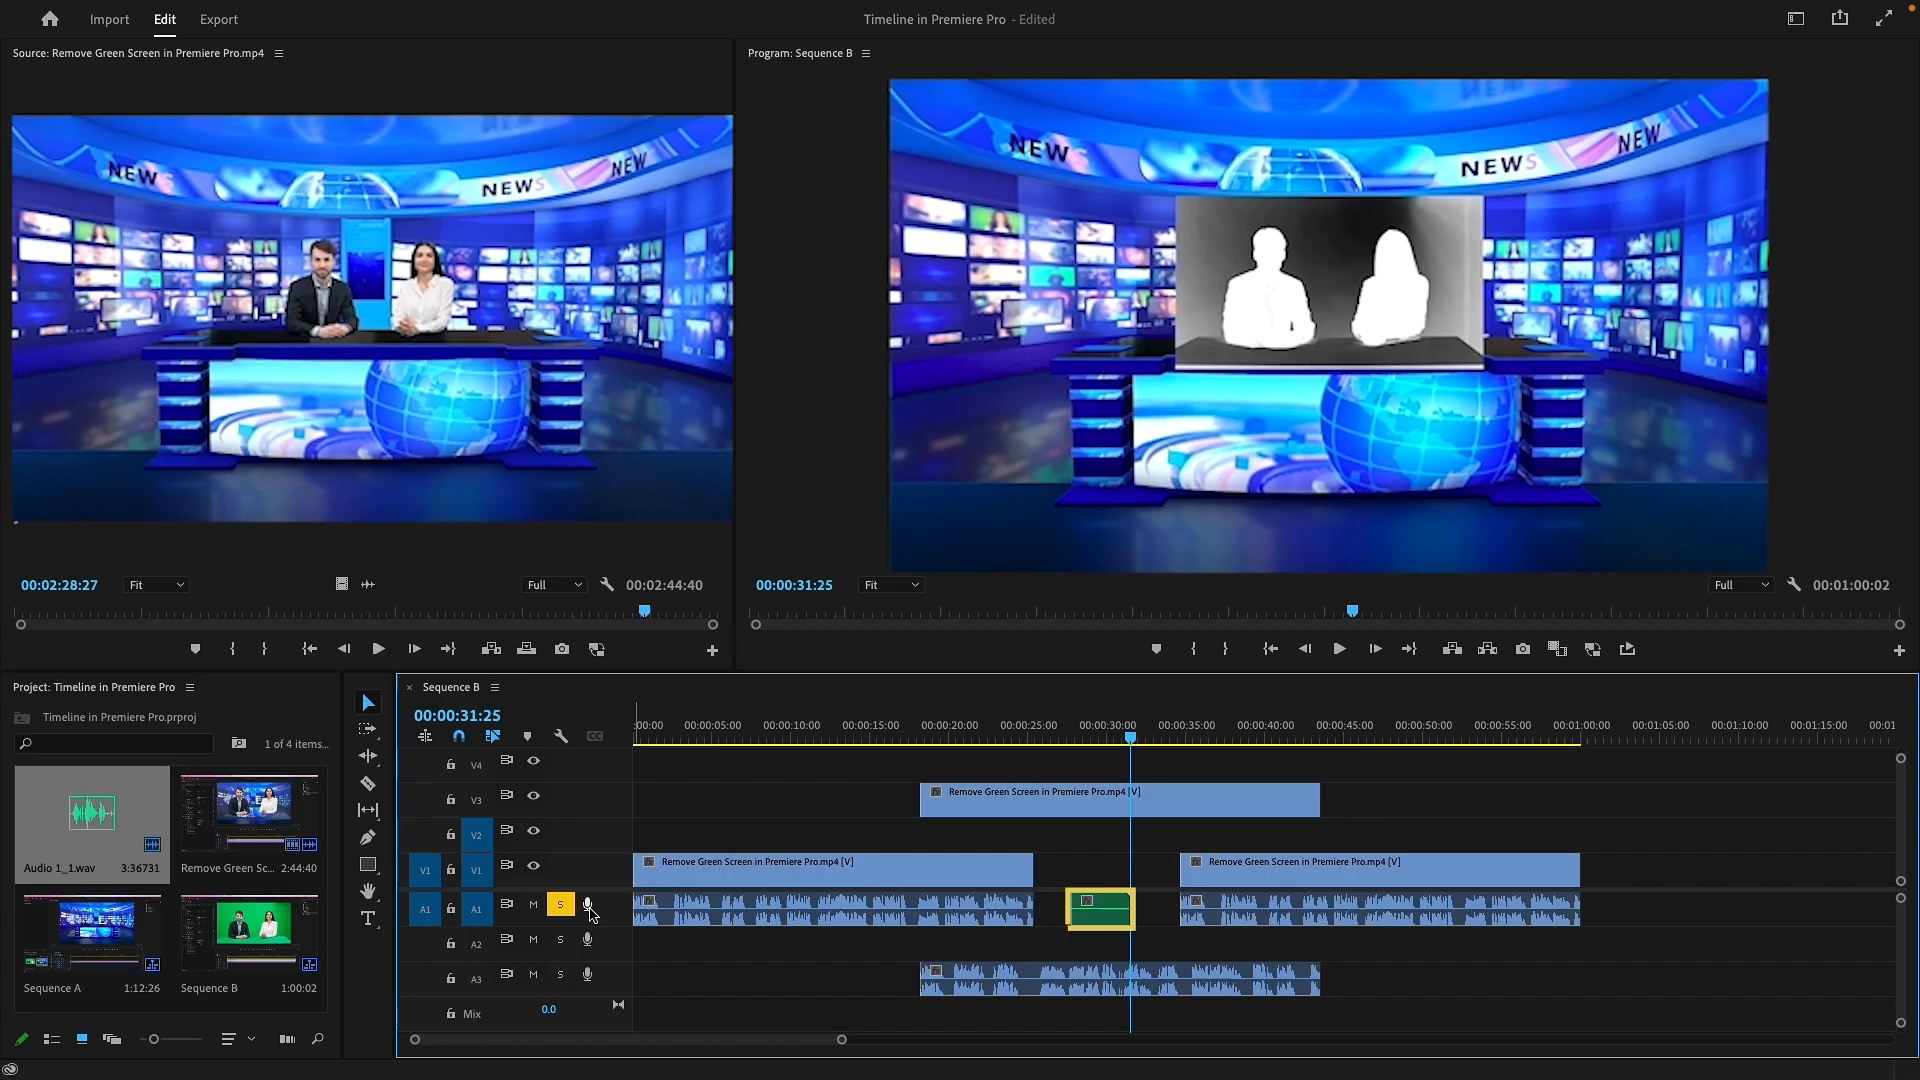 Import Edit Export Timeline in Premiere Pro - Edited
Source: Remove Green Screen in Premiere Pro.mp4
Program: Sequence B
NEW NEWS NEW
NEW NEWS NEW
00:02:28:27 Fit Full 00:02:44:40
00:00:31:25 Fit Full 00:01:00:02
Project: Timeline in Premiere Pro
Timeline in Premiere Pro.prproj
1 of 4 items...
Audio 1_1.wav 3:36731
Remove Green Sc... 2:44:40
Sequence A 1:12:26
Sequence B 1:00:02
× Sequence B
00:00:31:25
:00:00 00:00:05:00 00:00:10:00 00:00:15:00 00:00:20:00 00:00:25:00 00:00:30:00 00:00:35:00 00:00:40:00 00:00:45:00 00:00:50:00 00:00:55:00 00:01:00:00 00:01:05:00 00:01:10:00 00:01:15:00 00:01
CC
V4
V3
fx Remove Green Screen in Premiere Pro.mp4 [V]
V2
V1 V1
fx Remove Green Screen in Premiere Pro.mp4 [V]
fx Remove Green Screen in Premiere Pro.mp4 [V]
A1 A1 M S
fx fx fx
A2 M S
A3 M S
fx
Mix 0.0
T